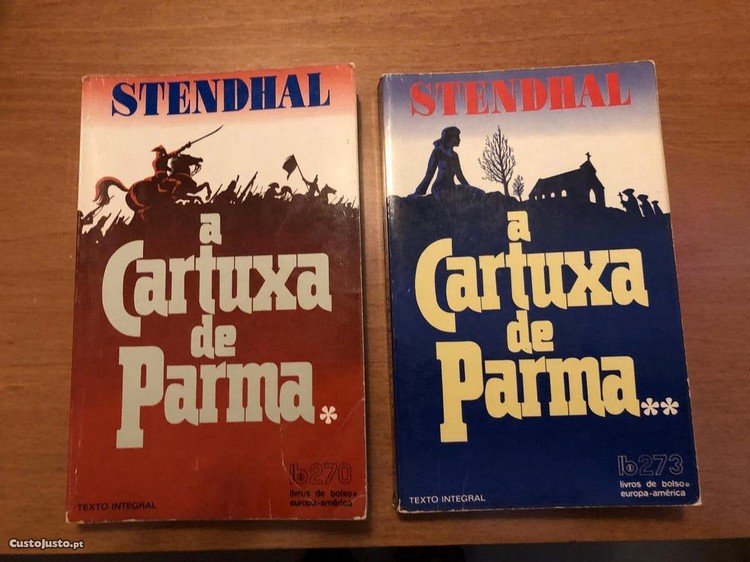 STENDHAL
a
Cartuxa
de
Parma*
lb270
livros de bolso
europa-américa
TEXTO INTEGRAL
STENDHAL
a
Cartuxa
de
Parma**
lb273
livros de bolso
europa-américa
TEXTO INTEGRAL
CustoJusto.pt